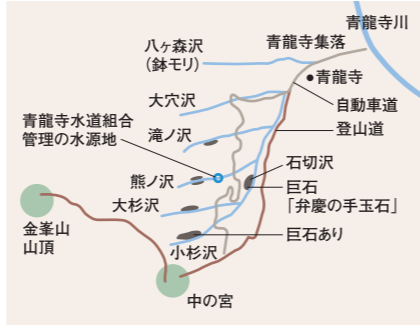 青龍寺川
青龍寺集落
八ヶ森沢
(鉢モリ)
青龍寺
大穴沢
自動車道
青龍寺水道組合
管理の水源地
滝ノ沢
登山道
石切沢
熊ノ沢
巨石
「弁慶の手玉石」
大杉沢
巨石あり
金峯山
山頂
小杉沢
中の宮